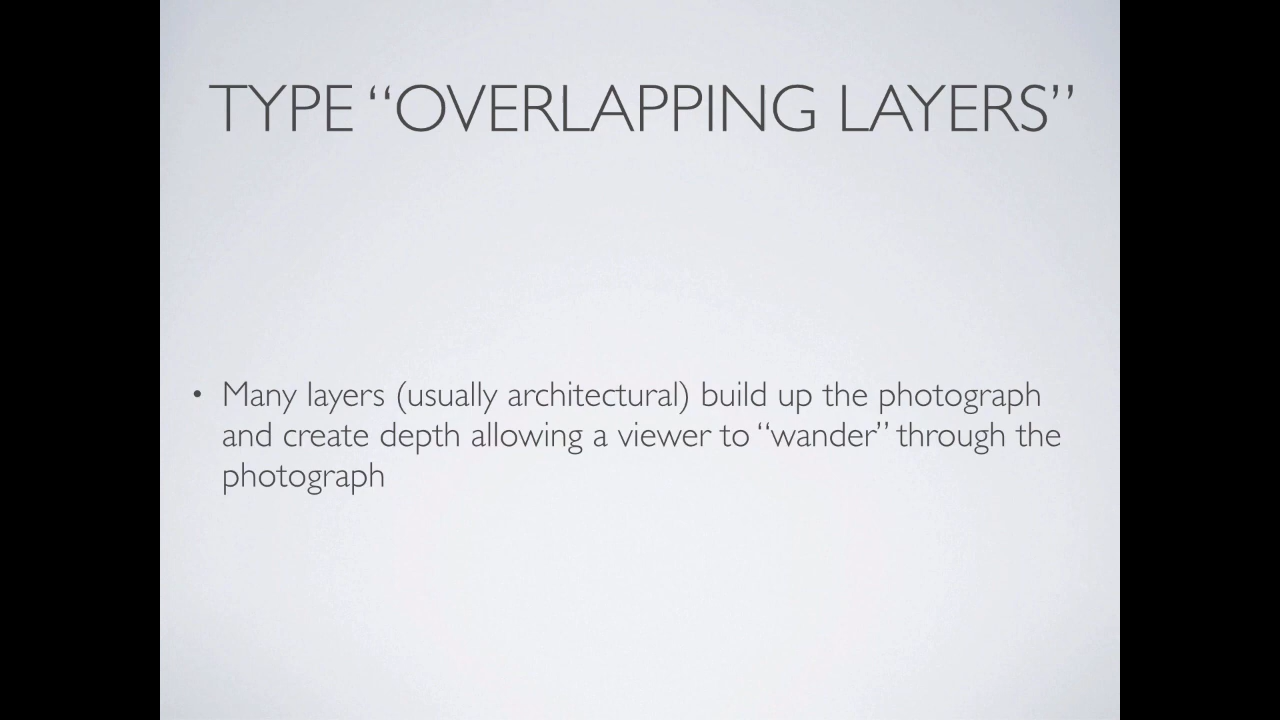 TYPE “OVERLAPPING LAYERS”
• Many layers (usually architectural) build up the photograph
and create depth allowing a viewer to “wander” through the
photograph